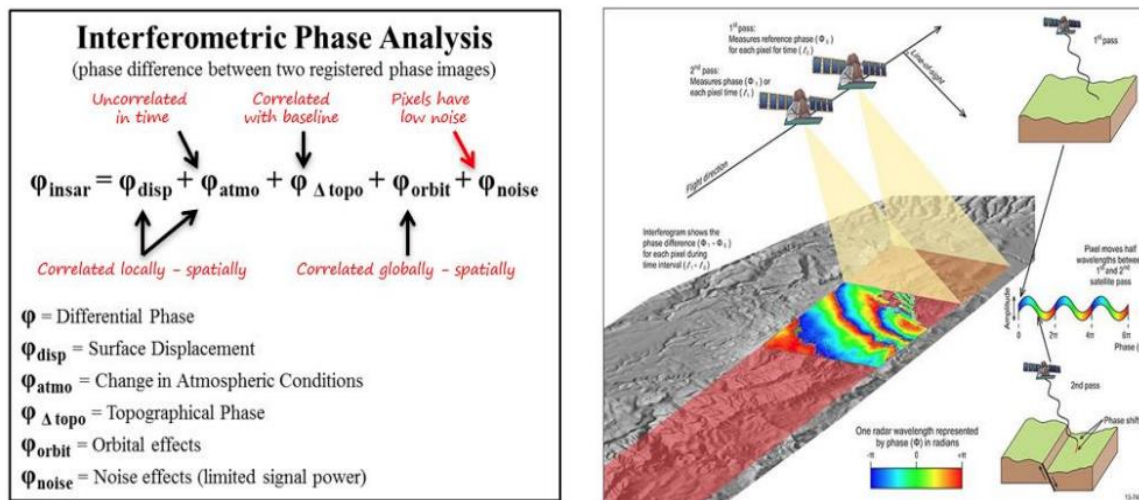 Interferometric Phase Analysis
(phase difference between two registered phase images)
Uncorrelated
in time
Correlated
with baseline
Pixels have
low noise
φinsar = φdisp + φatmo + φ Δ topo + φorbit + φnoise
Correlated locally - spatially
Correlated globally - spatially
φ = Differential Phase
φdisp = Surface Displacement
φatmo = Change in Atmospheric Conditions
φ Δ topo = Topographical Phase
φorbit = Orbital effects
φnoise = Noise effects (limited signal power)
1st pass:
Measures reference phase (Φ0)
for each pixel for time (t0)
2nd pass:
Measures phase (Φ1) or
each pixel time (t1)
Line-of-sight
Flight direction
1st pass
Interferogram shows the
phase difference (Φ1 - Φ0)
for each pixel during
time interval (t1 - t0)
Pixel moves half
wavelengths between
1st and 2nd
satellite pass
Amplitude
0 2π 4π 6π
Phase (
2nd pass
Phase shift
One radar wavelength represented
by phase (Φ) in radians
-π 0 +π